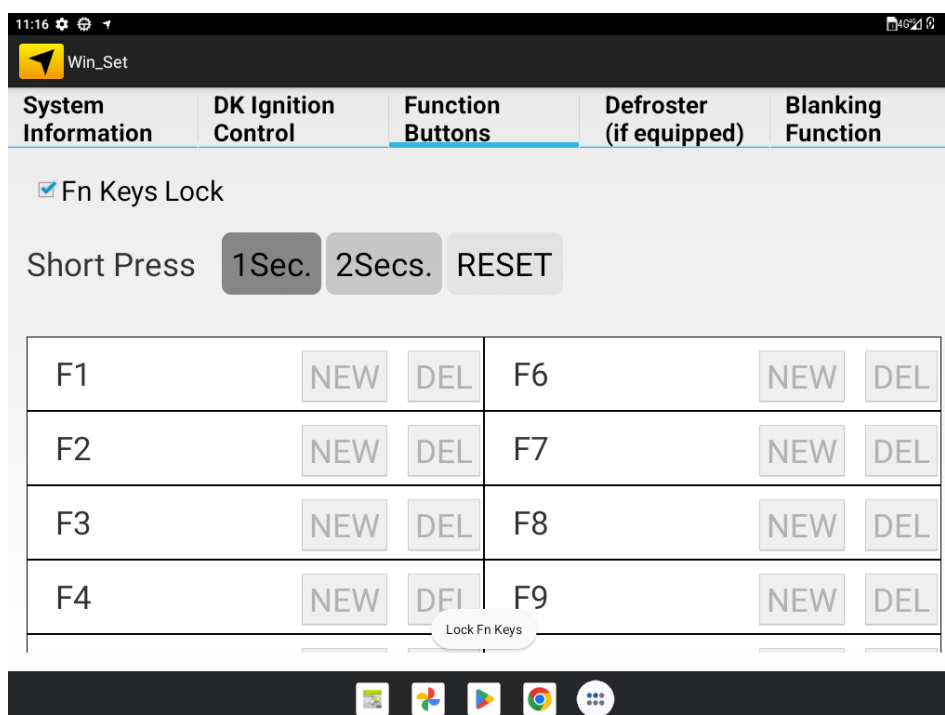 11:16
4G
Win_Set
System Information
DK Ignition Control
Function Buttons
Defroster (if equipped)
Blanking Function
Fn Keys Lock
Short Press 1Sec. 2Secs. RESET
F1 NEW DEL F6 NEW DEL
F2 NEW DEL F7 NEW DEL
F3 NEW DEL F8 NEW DEL
F4 NEW DEL F9 NEW DEL
Lock Fn Keys